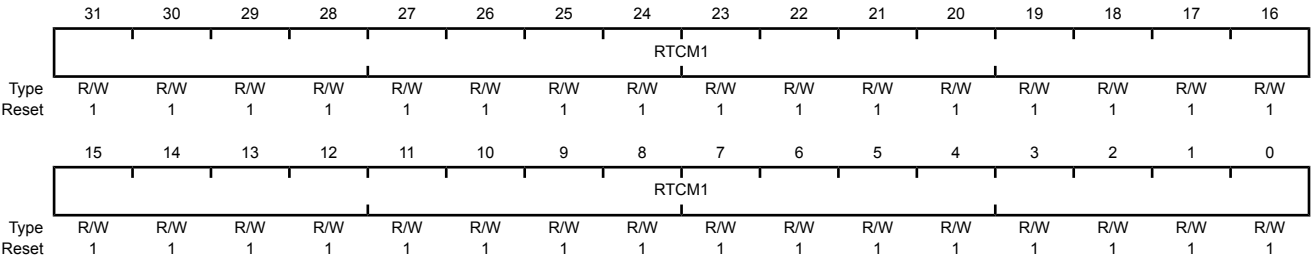 31 30 29 28 27 26 25 24 23 22 21 20 19 18 17 16
RTCM1
Type R/W R/W R/W R/W R/W R/W R/W R/W R/W R/W R/W R/W R/W R/W R/W R/W
Reset 1 1 1 1 1 1 1 1 1 1 1 1 1 1 1 1
15 14 13 12 11 10 9 8 7 6 5 4 3 2 1 0
RTCM1
Type R/W R/W R/W R/W R/W R/W R/W R/W R/W R/W R/W R/W R/W R/W R/W R/W
Reset 1 1 1 1 1 1 1 1 1 1 1 1 1 1 1 1